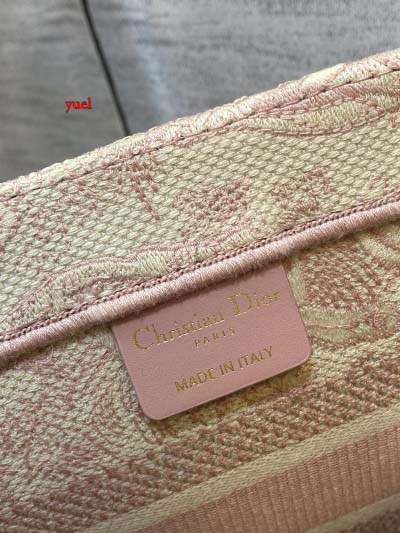 yuel
Christian Dior
PARIS
MADE IN ITALY